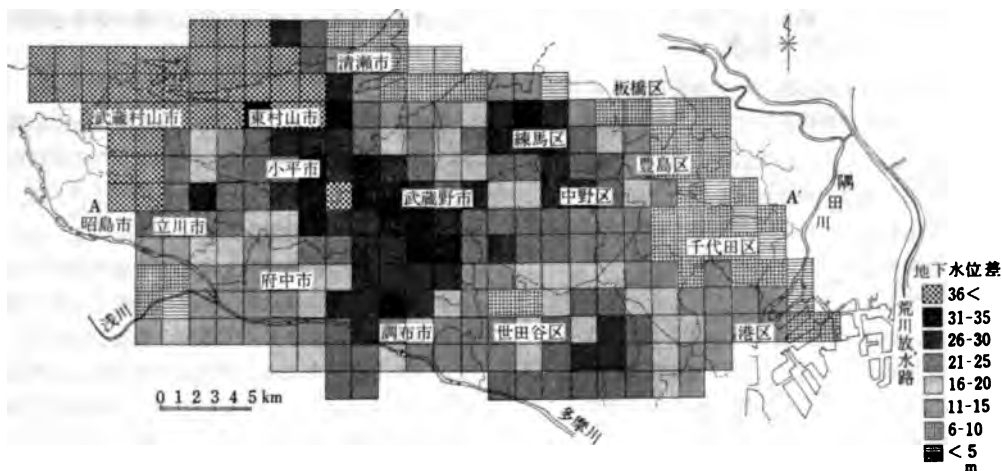 清瀬市
板橋区
武蔵村山市
東村山市
練馬区
小平市
豊島区
A
武蔵野市
中野区
A'
隅田川
昭島市
立川市
千代田区
地下水位差
府中市
36<
31-35
浅川
26-30
調布市
世田谷区
港区
荒川放水路
21-25
16-20
0 1 2 3 4 5 km
11-15
多摩川
6-10
< 5
m